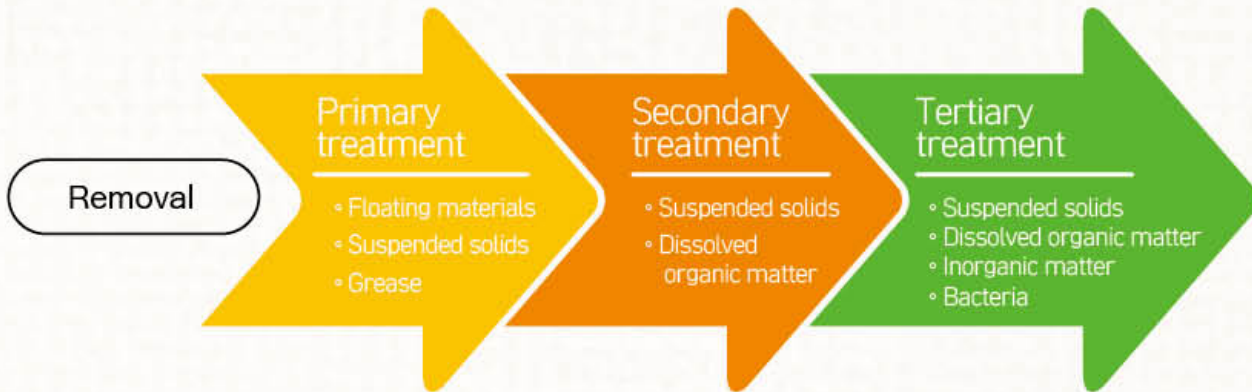 Removal
Primary
treatment
◦ Floating materials
◦ Suspended solids
◦ Grease
Secondary
treatment
◦ Suspended solids
◦ Dissolved
organic matter
Tertiary
treatment
◦ Suspended solids
◦ Dissolved organic matter
◦ Inorganic matter
◦ Bacteria